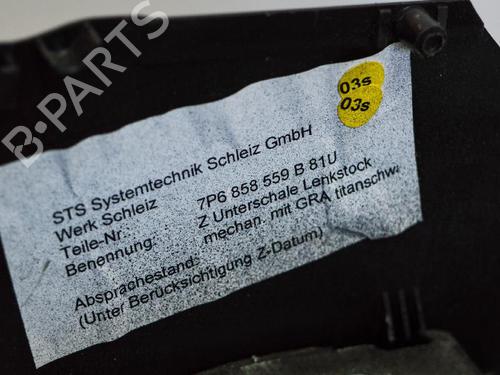 B·PARTS
03s
03s
STS Systemtechnik Schleiz GmbH
Werk Schleiz
Teile-Nr. 7P6 858 559 B 81U
Benennung: Z Unterschale Lenkstock
mechan. mit GRA titanschwa
Absprachestand:
(Unter Berücksichtigung Z-Datum)